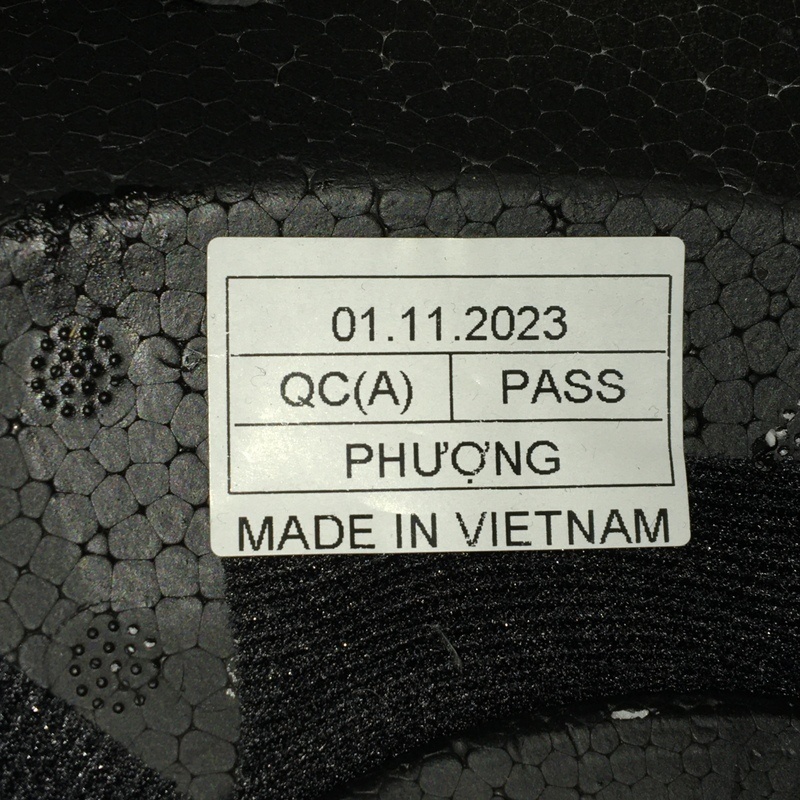 01.11.2023
QC(A) PASS
PHƯỢNG
MADE IN VIETNAM